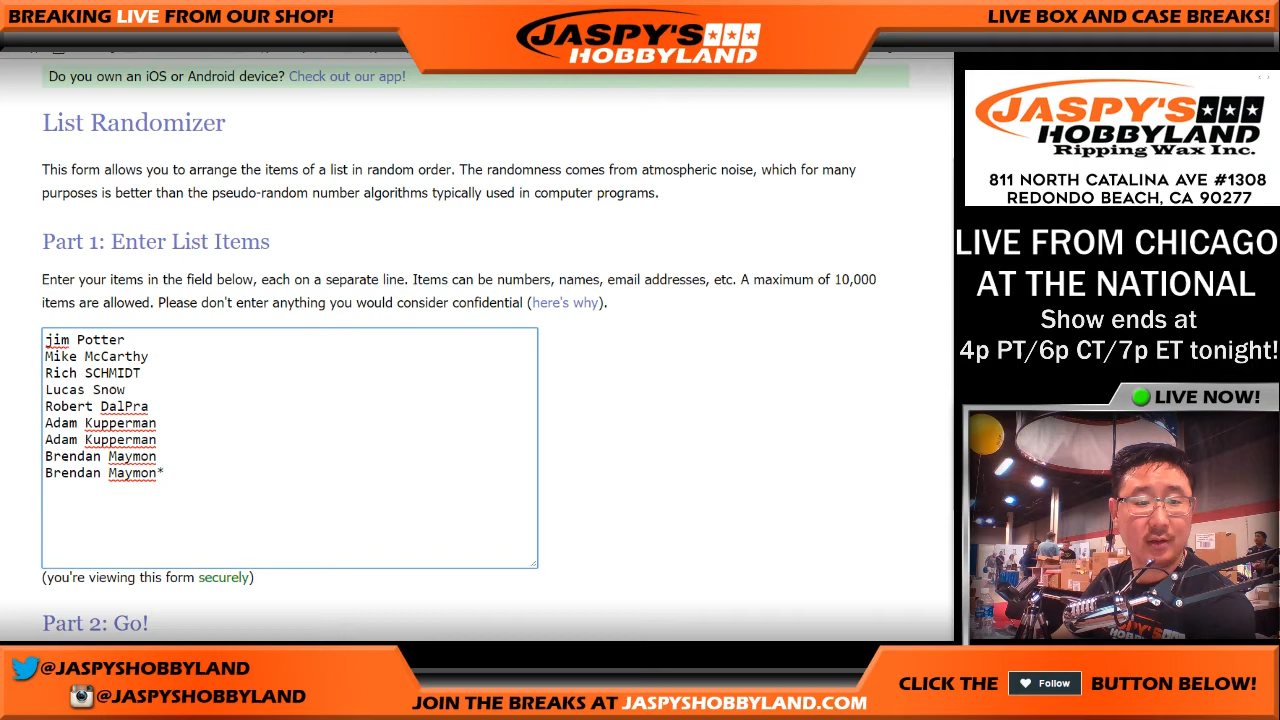 BREAKING LIVE FROM OUR SHOP!
JASPY'S
HOBBYLAND
LIVE BOX AND CASE BREAKS!
Do you own an iOS or Android device? Check out our app!
List Randomizer
This form allows you to arrange the items of a list in random order. The randomness comes from atmospheric noise, which for many
purposes is better than the pseudo-random number algorithms typically used in computer programs.
Part 1: Enter List Items
Enter your items in the field below, each on a separate line. Items can be numbers, names, email addresses, etc. A maximum of 10,000
items are allowed. Please don't enter anything you would consider confidential (here's why).
jim Potter
Mike McCarthy
Rich SCHMIDT
Lucas Snow
Robert DalPra
Adam Kupperman
Adam Kupperman
Brendan Maymon
Brendan Maymon*
(you're viewing this form securely)
Part 2: Go!
JASPY'S
HOBBYLAND
Ripping Wax Inc.
811 NORTH CATALINA AVE #1308
REDONDO BEACH, CA 90277
LIVE FROM CHICAGO
AT THE NATIONAL
Show ends at
4p PT/6p CT/7p ET tonight!
LIVE NOW!
@JASPYSHOBBYLAND
@JASPYSHOBBYLAND
JOIN THE BREAKS AT JASPYSHOBBYLAND.COM
CLICK THE Follow BUTTON BELOW!